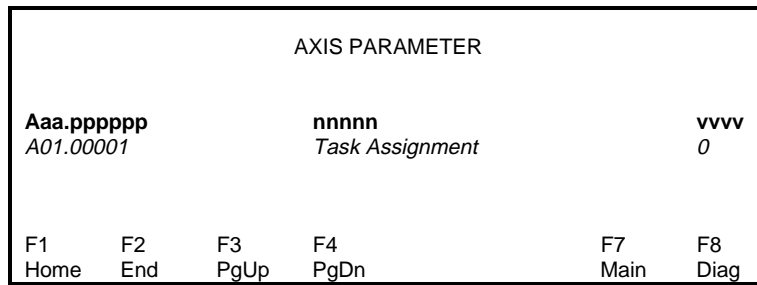 AXIS PARAMETER
Aaa.pppppp nnnnn vvvv
A01.00001 Task Assignment 0
F1 F2 F3 F4 F7 F8
Home End PgUp PgDn Main Diag